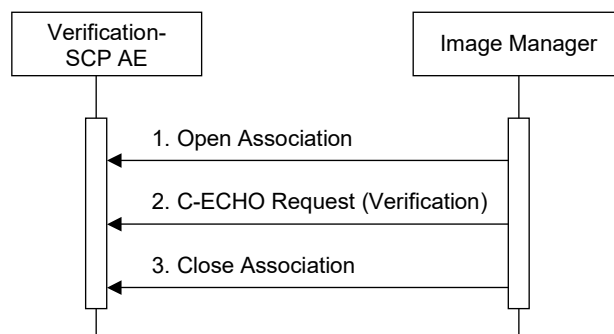 Verification-
SCP AE
Image Manager
1. Open Association
2. C-ECHO Request (Verification)
3. Close Association